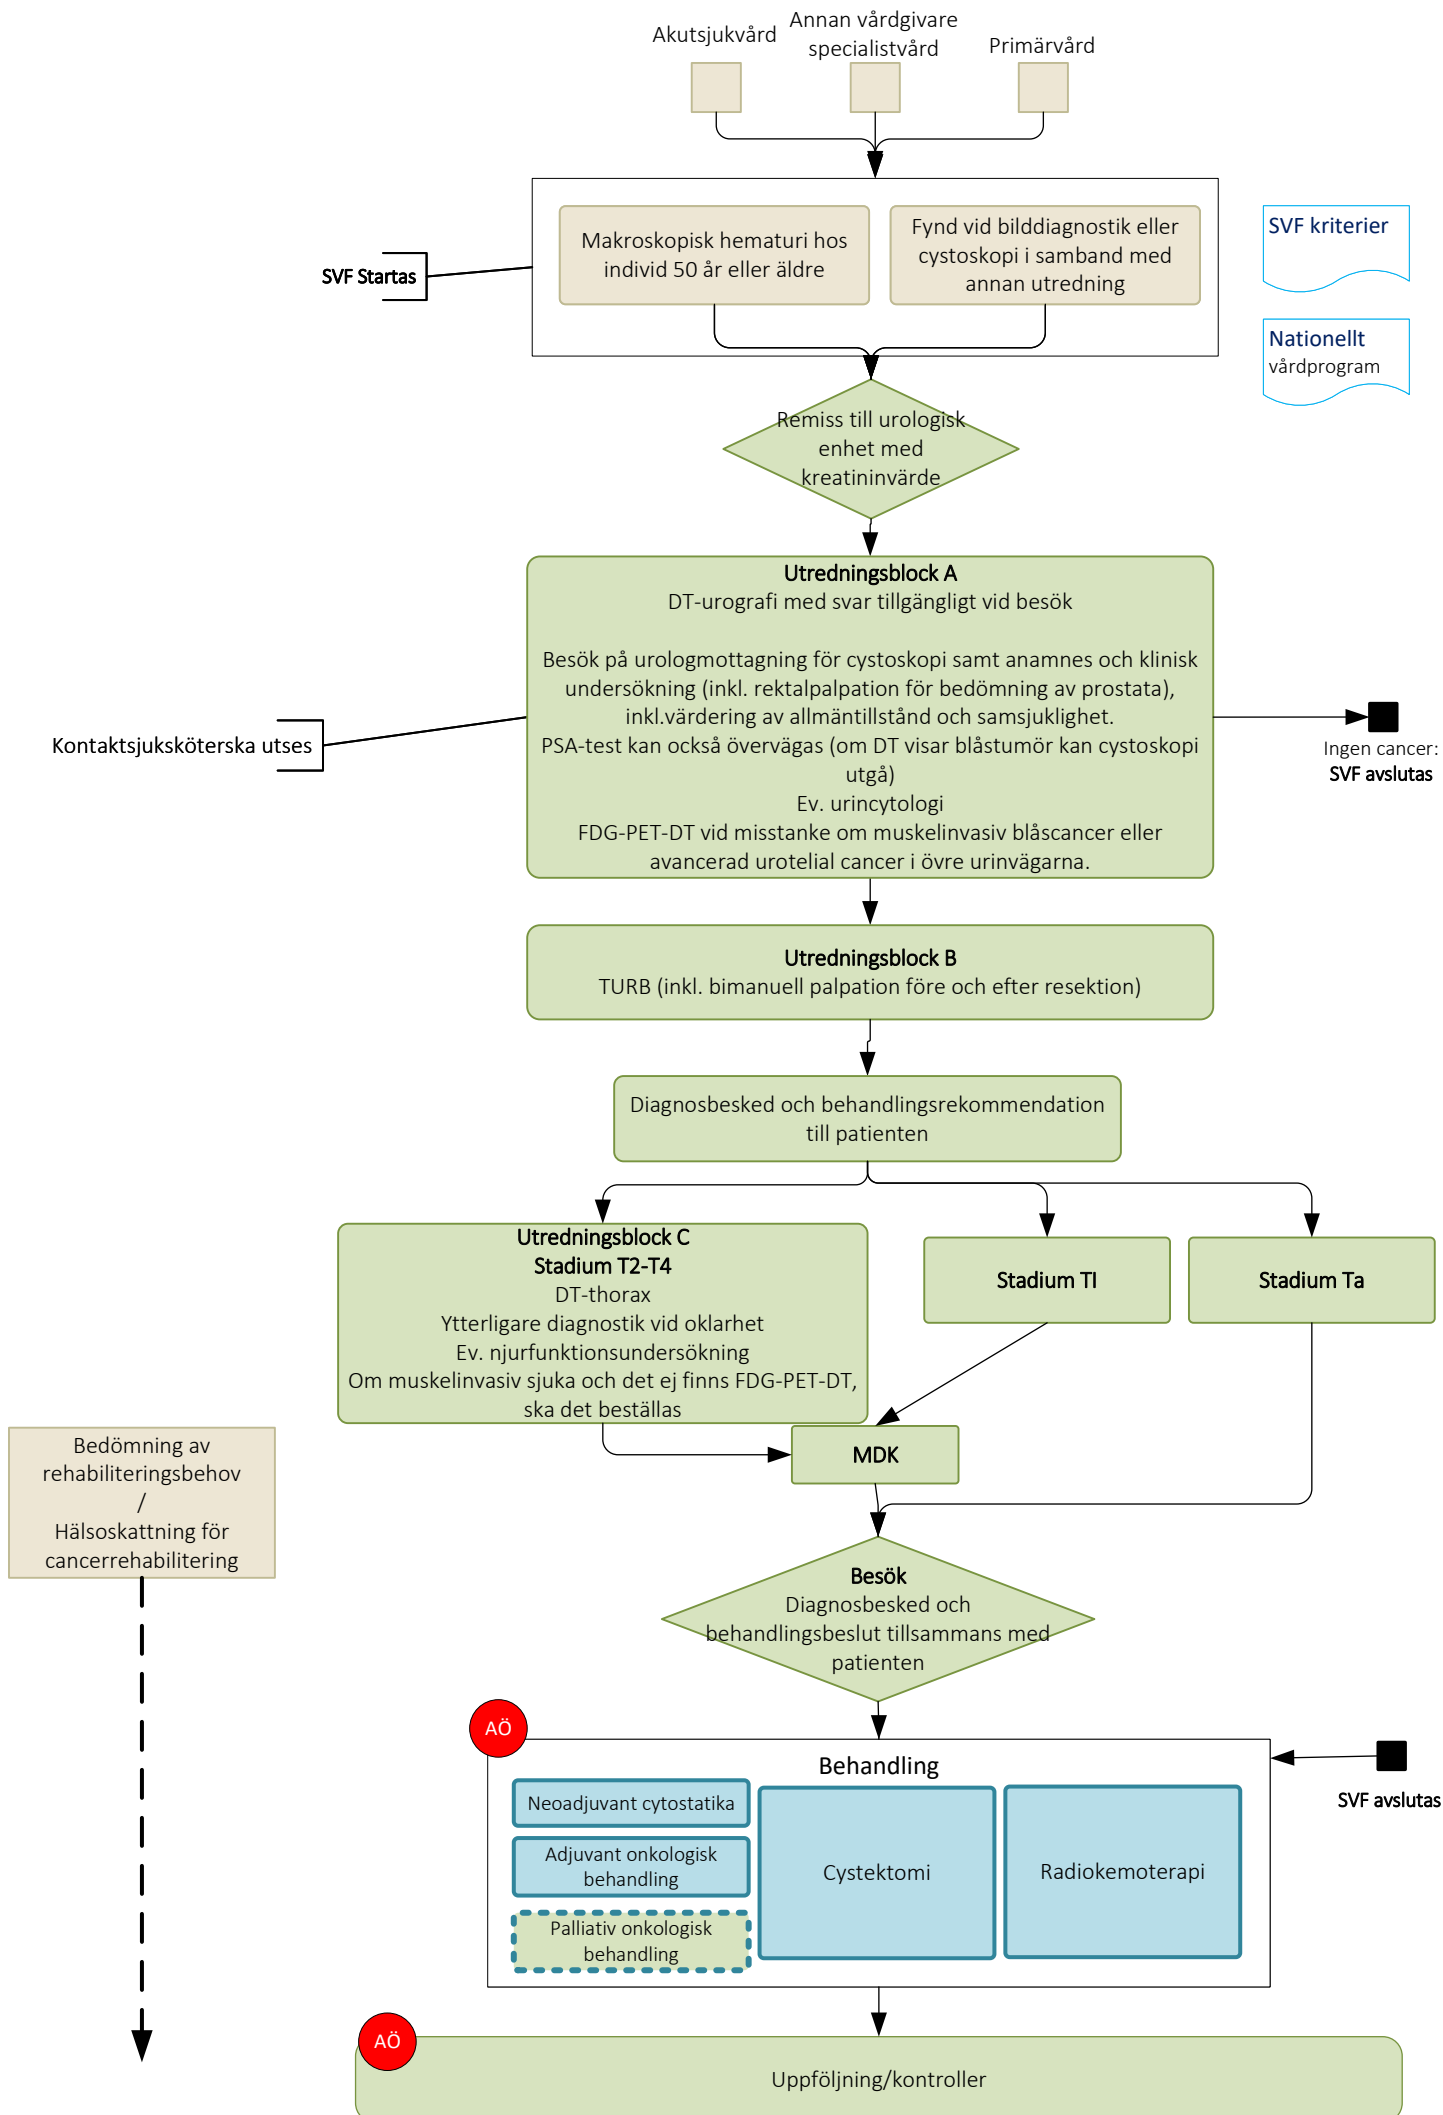 Akutsjukvård
Annan vårdgivare
specialistvård
Primärvård
SVF Startas
Makroskopisk hematuri hos
individ 50 år eller äldre
Fynd vid bilddiagnostik eller
cystoskopi i samband med
annan utredning
SVF kriterier
Nationellt
vårdprogram
Remiss till urologisk
enhet med
kreatininvärde
Utredningsblock A
DT-urografi med svar tillgängligt vid besök
Besök på urologmottagning för cystoskopi samt anamnes och klinisk
undersökning (inkl. rektalpalpation för bedömning av prostata),
inkl.värdering av allmäntillstånd och samsjuklighet.
PSA-test kan också övervägas (om DT visar blåstumör kan cystoskopi
utgå)
Ev. urincytologi
FDG-PET-DT vid misstanke om muskelinvasiv blåscancer eller
avancerad urotelial cancer i övre urinvägarna.
Kontaktsjuksköterska utses
Ingen cancer:
SVF avslutas
Utredningsblock B
TURB (inkl. bimanuell palpation före och efter resektion)
Diagnosbesked och behandlingsrekommendation
till patienten
Utredningsblock C
Stadium T2-T4
DT-thorax
Ytterligare diagnostik vid oklarhet
Ev. njurfunktionsundersökning
Om muskelinvasiv sjuka och det ej finns FDG-PET-DT,
ska det beställas
Stadium TI
Stadium Ta
MDK
Bedömning av
rehabiliteringsbehov
/
Hälsoskattning för
cancerrehabilitering
Besök
Diagnosbesked och
behandlingsbeslut tillsammans med
patienten
AÖ
Behandling
Neoadjuvant cytostatika
Adjuvant onkologisk
behandling
Palliativ onkologisk
behandling
Cystektomi
Radiokemoterapi
SVF avslutas
AÖ
Uppföljning/kontroller